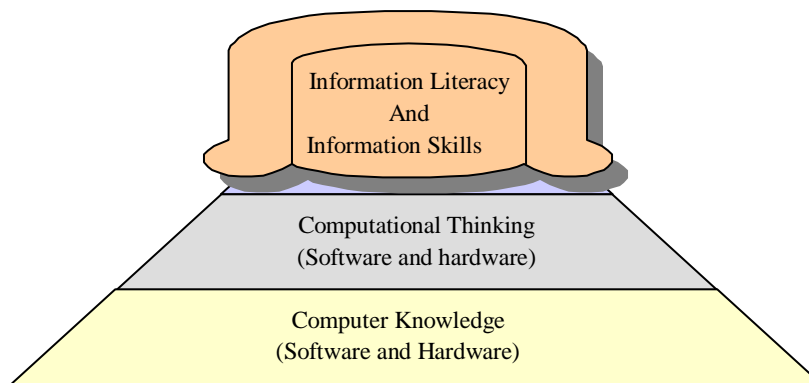 Information Literacy
And
Information Skills
Computational Thinking
(Software and hardware)
Computer Knowledge
(Software and Hardware)